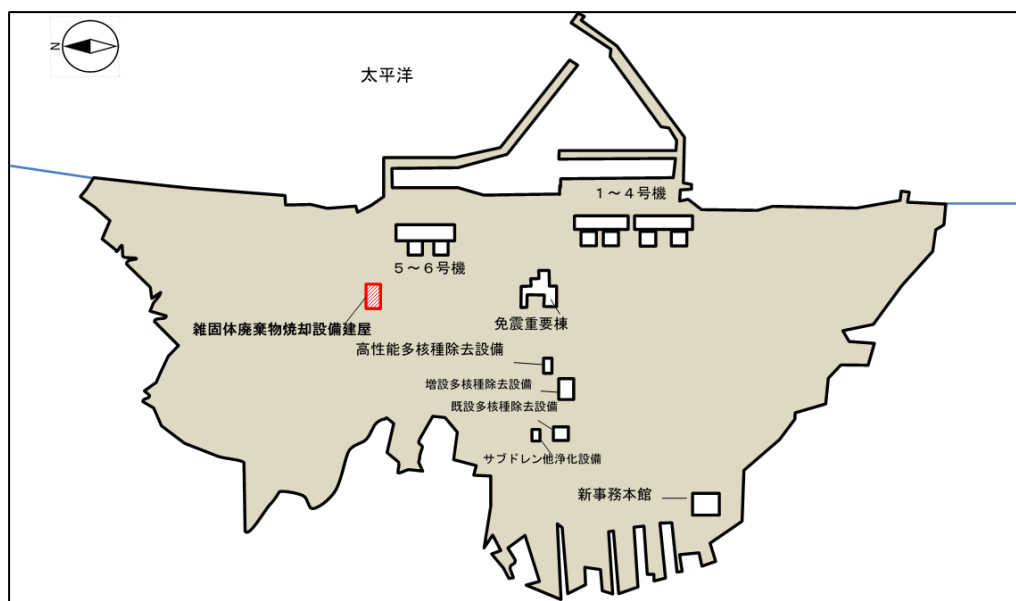 N
太平洋
１～４号機
５～６号機
免震重要棟
雑固体廃棄物焼却設備建屋
高性能多核種除去設備
増設多核種除去設備
既設多核種除去設備
サブドレン他浄化設備
新事務本館